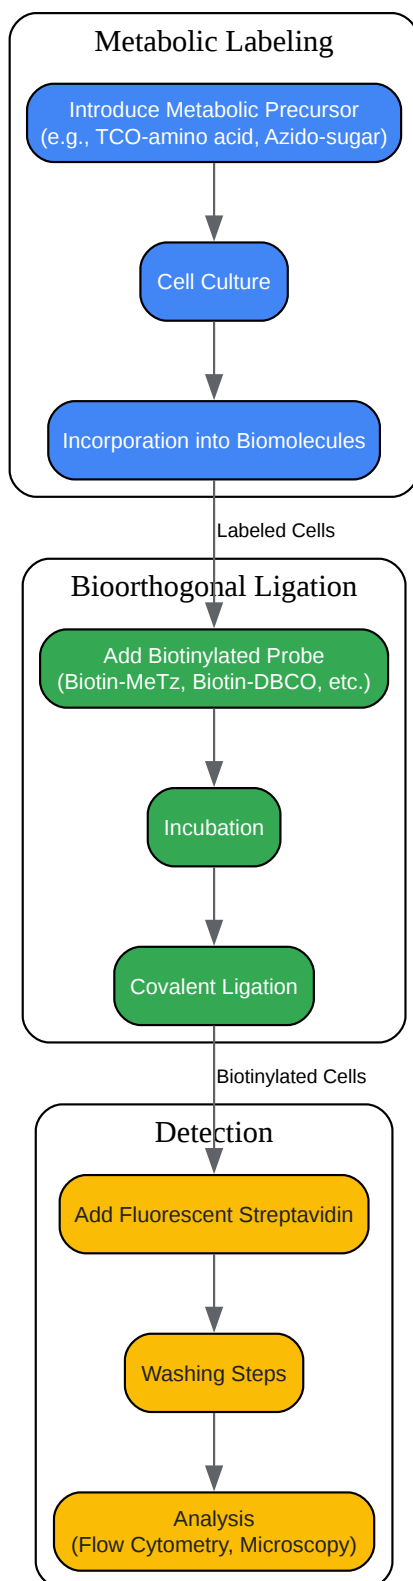 Metabolic Labeling
Introduce Metabolic Precursor
(e.g., TCO-amino acid, Azido-sugar)
Cell Culture
Incorporation into Biomolecules
Labeled Cells
Bioorthogonal Ligation
Add Biotinylated Probe
(Biotin-MeTz, Biotin-DBCO, etc.)
Incubation
Covalent Ligation
Biotinylated Cells
Detection
Add Fluorescent Streptavidin
Washing Steps
Analysis
(Flow Cytometry, Microscopy)